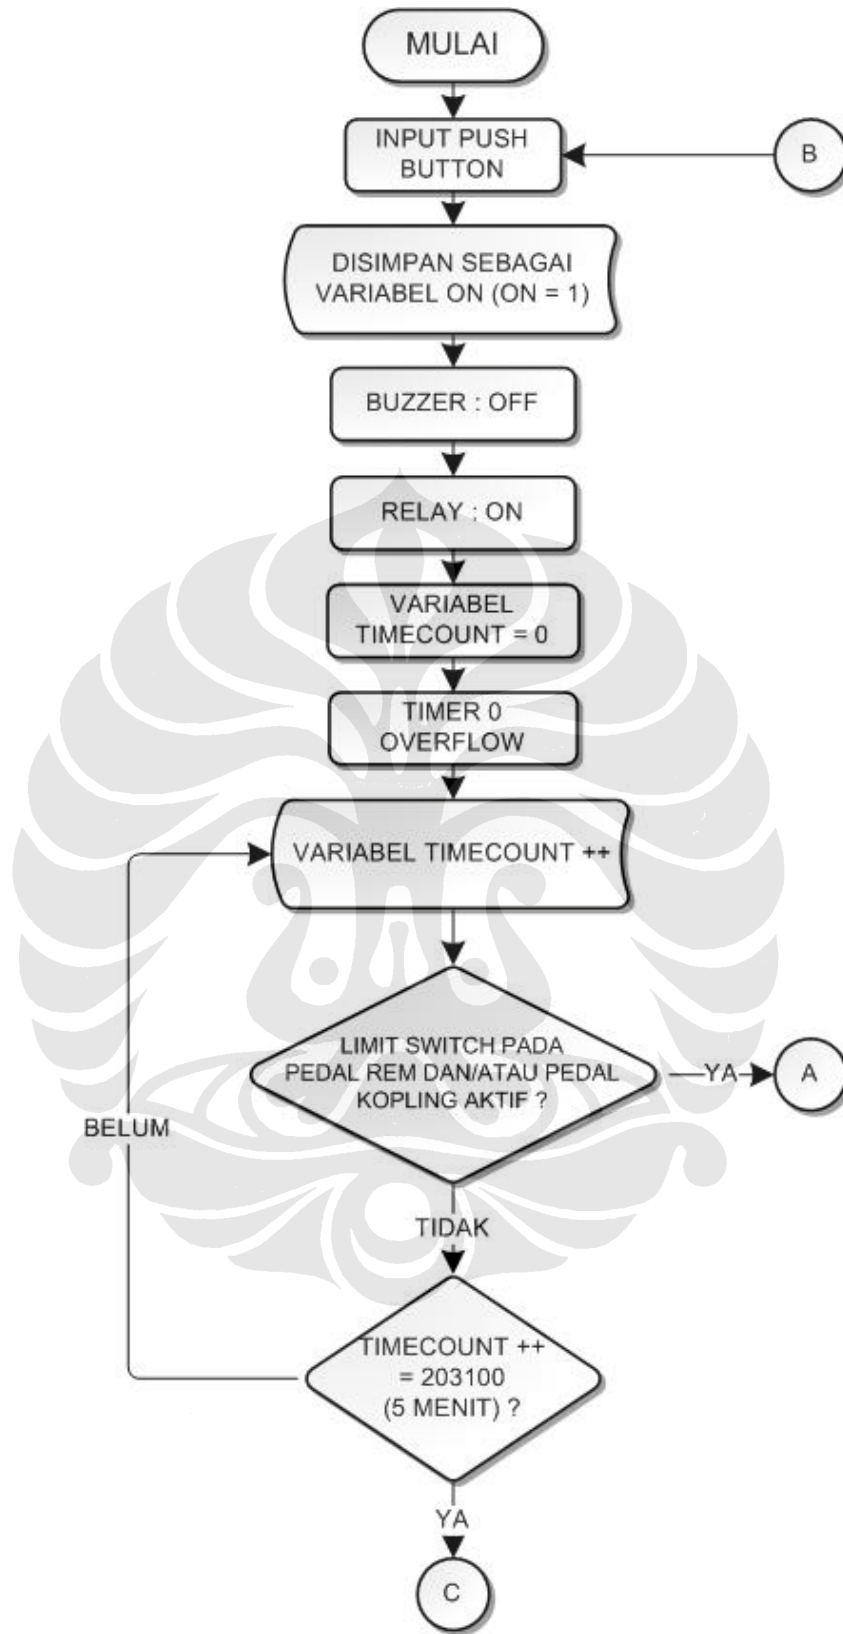 MULAI
INPUT PUSH
BUTTON
B
DISIMPAN SEBAGAI
VARIABEL ON (ON = 1)
BUZZER : OFF
RELAY : ON
VARIABEL
TIMECOUNT = 0
TIMER 0
OVERFLOW
VARIABEL TIMECOUNT ++
LIMIT SWITCH PADA
PEDAL REM DAN/ATAU PEDAL
KOPLING AKTIF ?
YA
A
BELUM
TIDAK
TIMECOUNT ++
= 203100
(5 MENIT) ?
YA
C